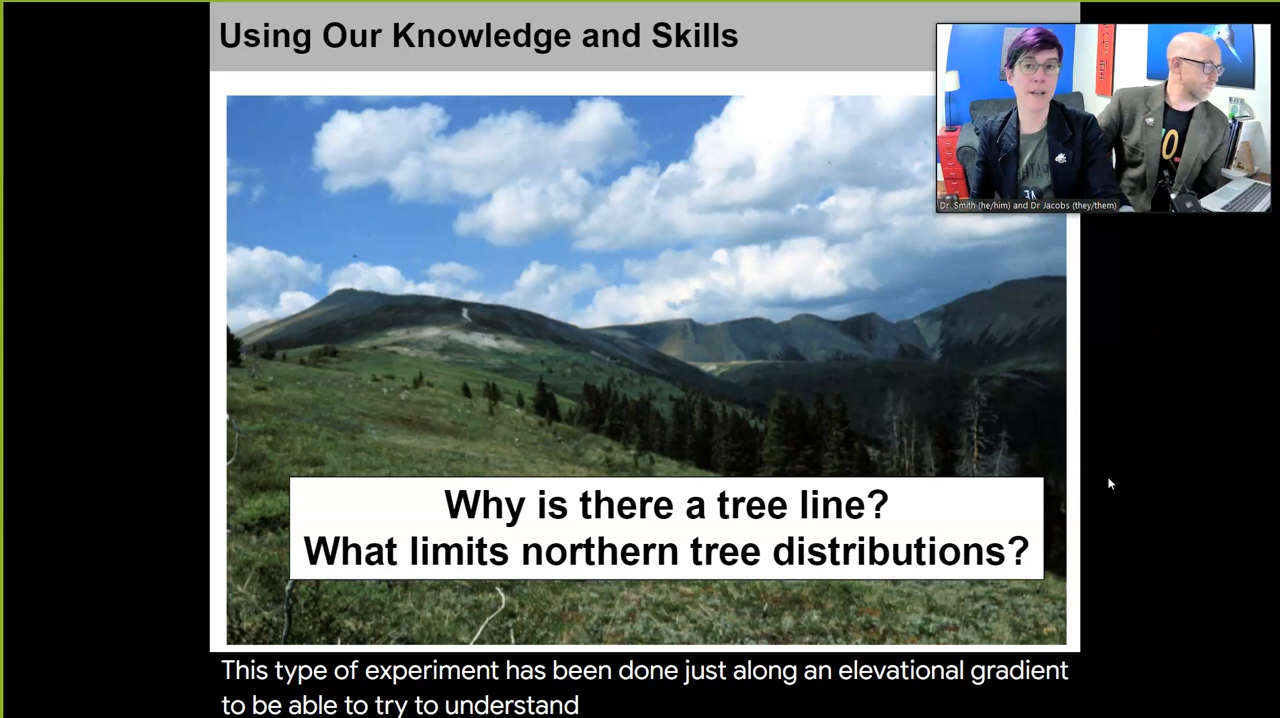 Using Our Knowledge and Skills
Dr. Smith (he/him) and Dr Jacobs (they/them)
Why is there a tree line?
What limits northern tree distributions?
This type of experiment has been done just along an elevational gradient
to be able to try to understand